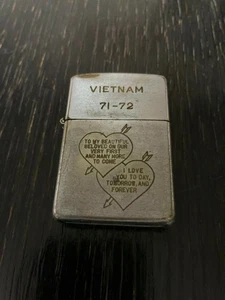 VIETNAM
71-72
TO MY BEAUTIFUL
BELOVED ON OUR
VERY FIRST
AND MANY MORE
TO COME
I LOVE
YOU TO DAY,
TOMORROW, AND
FOREVER